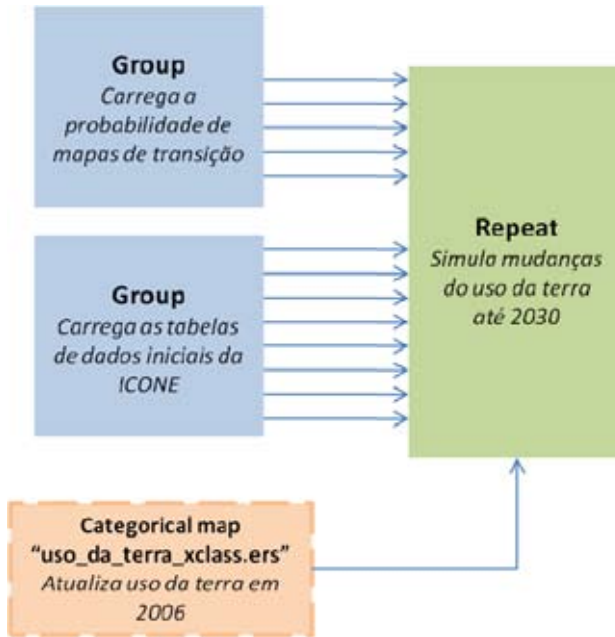 Group
Carrega a
probabilidade de
mapas de transição
Group
Carrega as tabelas
de dados iniciais da
ICONE
Repeat
Simula mudanças
do uso da terra
até 2030
Categorical map
“uso_da_terra_xclass.ers”
Atualiza uso da terra em
2006